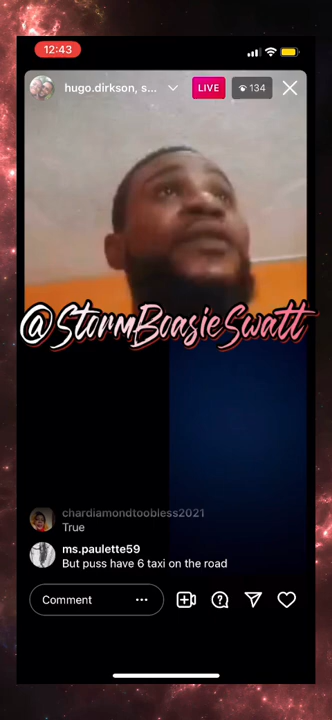 12:43
hugo.dirkson, s...
LIVE
134
@StormBoasieSwatt
chardiamondtoobless2021
True
ms.paulette59
But puss have 6 taxi on the road
Comment